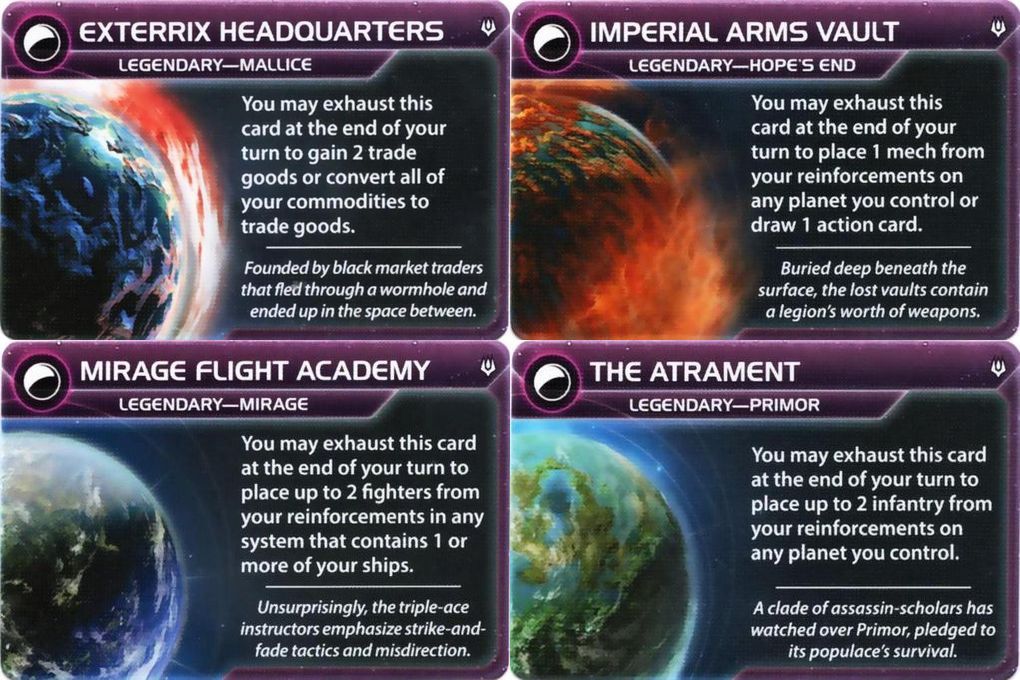 EXTERRIX HEADQUARTERS
LEGENDARY—MALLICE
You may exhaust this
card at the end of your
turn to gain 2 trade
goods or convert all of
your commodities to
trade goods.
Founded by black market traders
that fled through a wormhole and
ended up in the space between.
IMPERIAL ARMS VAULT
LEGENDARY—HOPE'S END
You may exhaust this
card at the end of your
turn to place 1 mech from
your reinforcements on
any planet you control or
draw 1 action card.
Buried deep beneath the
surface, the lost vaults contain
a legion's worth of weapons.
MIRAGE FLIGHT ACADEMY
LEGENDARY—MIRAGE
You may exhaust this card
at the end of your turn to
place up to 2 fighters from
your reinforcements in any
system that contains 1 or
more of your ships.
Unsurprisingly, the triple-ace
instructors emphasize strike-and-
fade tactics and misdirection.
THE ATRAMENT
LEGENDARY—PRIMOR
You may exhaust this card
at the end of your turn to
place up to 2 infantry from
your reinforcements on
any planet you control.
A clade of assassin-scholars has
watched over Primor, pledged to
its populace's survival.